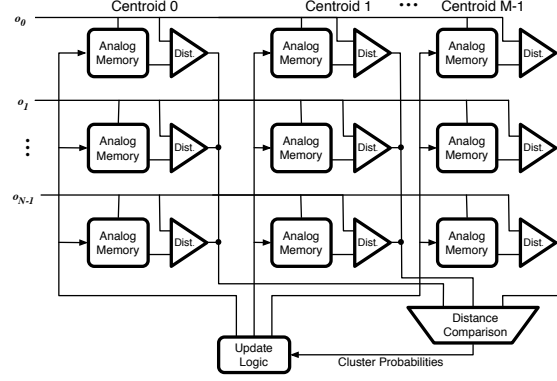 Centroid 0 Centroid 1 ••• Centroid M-1
o0
Analog Memory Dist. Analog Memory Dist. Analog Memory Dist.
o1
Analog Memory Dist. Analog Memory Dist. Analog Memory Dist.
oN-1
Analog Memory Dist. Analog Memory Dist. Analog Memory Dist.
Distance
Comparison
Update
Logic
Cluster Probabilities